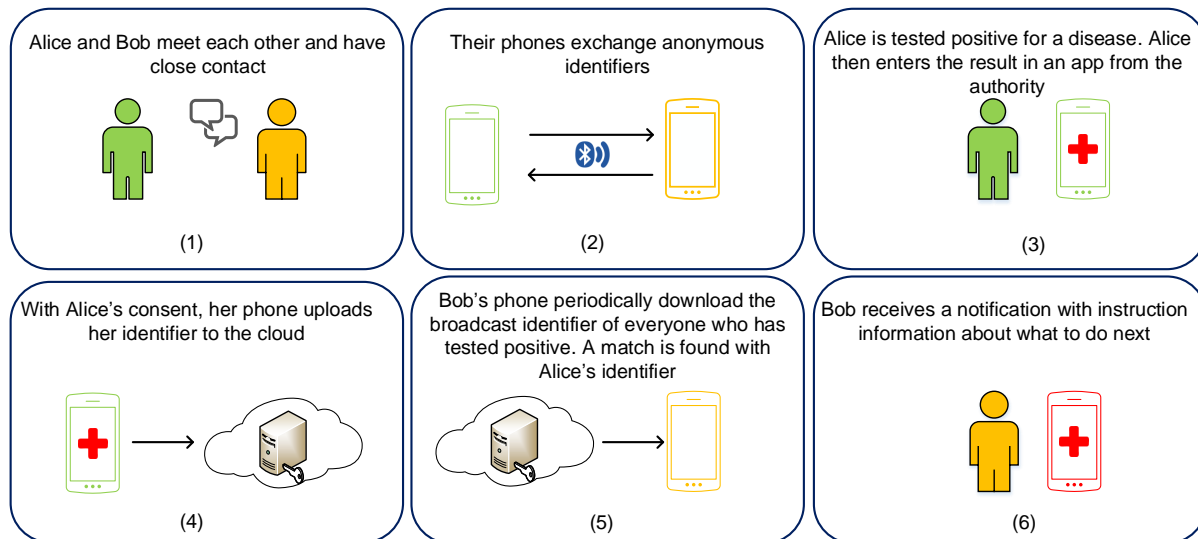 Alice and Bob meet each other and have
close contact
(1)
Their phones exchange anonymous
identifiers
(2)
Alice is tested positive for a disease. Alice
then enters the result in an app from the
authority
(3)
With Alice's consent, her phone uploads
her identifier to the cloud
(4)
Bob's phone periodically download the
broadcast identifier of everyone who has
tested positive. A match is found with
Alice's identifier
(5)
Bob receives a notification with instruction
information about what to do next
(6)